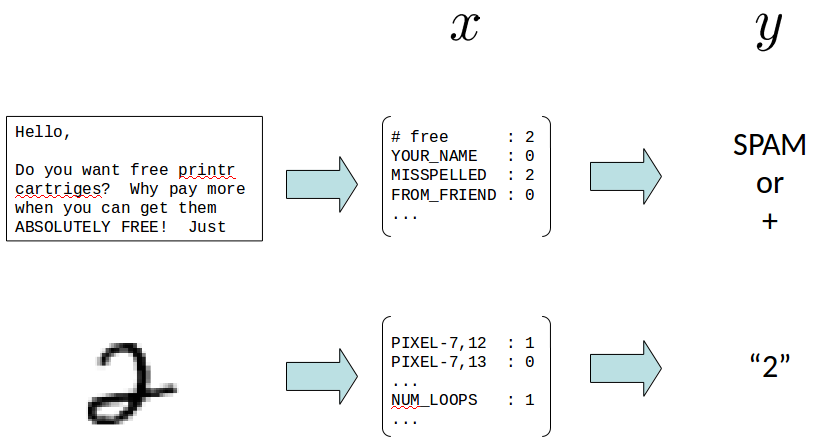 x
y
Hello,
Do you want free printr
cartriges? Why pay more
when you can get them
ABSOLUTELY FREE! Just
# free : 2
YOUR_NAME : 0
MISSPELLED : 2
FROM_FRIEND : 0
...
SPAM
or
+
2
PIXEL-7,12 : 1
PIXEL-7,13 : 0
...
NUM_LOOPS : 1
...
“2”